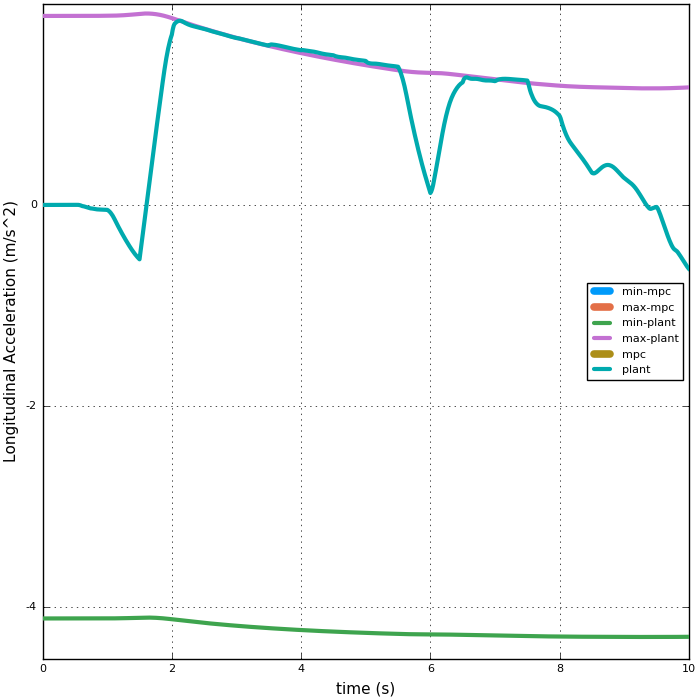 Longitudinal Acceleration (m/s^2)
0
-2
-4
min-mpc
max-mpc
min-plant
max-plant
mpc
plant
0 2 4 6 8 10
time (s)